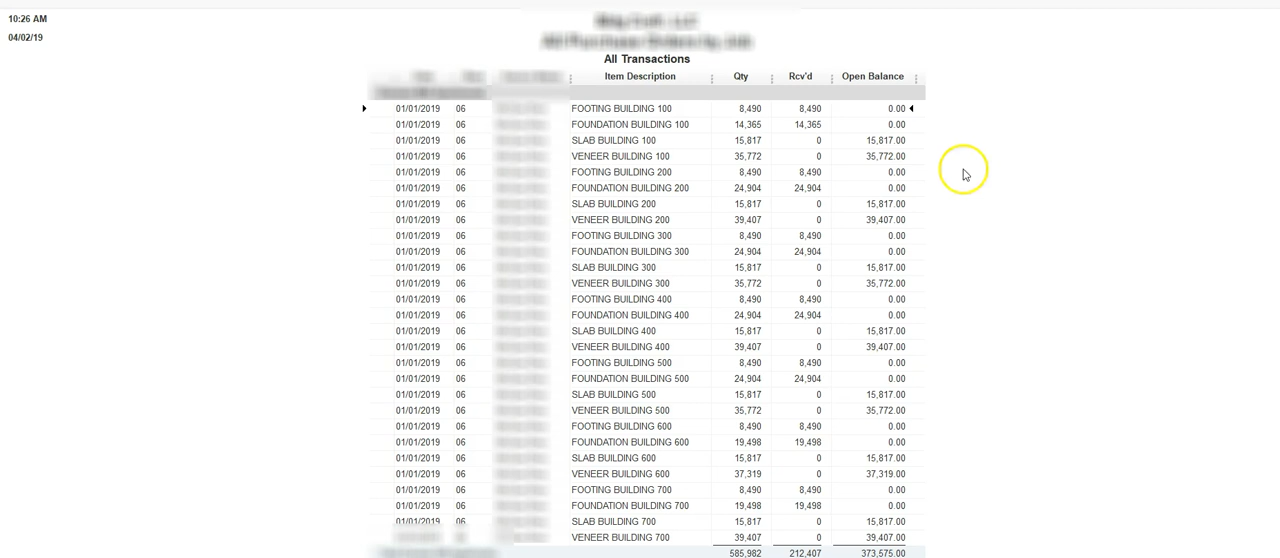 10:26 AM
04/02/19
All Transactions
Item Description Qty Rcv'd Open Balance
01/01/2019 06 FOOTING BUILDING 100 8,490 8,490 0.00
01/01/2019 06 FOUNDATION BUILDING 100 14,365 14,365 0.00
01/01/2019 06 SLAB BUILDING 100 15,817 0 15,817.00
01/01/2019 06 VENEER BUILDING 100 35,772 0 35,772.00
01/01/2019 06 FOOTING BUILDING 200 8,490 8,490 0.00
01/01/2019 06 FOUNDATION BUILDING 200 24,904 24,904 0.00
01/01/2019 06 SLAB BUILDING 200 15,817 0 15,817.00
01/01/2019 06 VENEER BUILDING 200 39,407 0 39,407.00
01/01/2019 06 FOOTING BUILDING 300 8,490 8,490 0.00
01/01/2019 06 FOUNDATION BUILDING 300 24,904 24,904 0.00
01/01/2019 06 SLAB BUILDING 300 15,817 0 15,817.00
01/01/2019 06 VENEER BUILDING 300 35,772 0 35,772.00
01/01/2019 06 FOOTING BUILDING 400 8,490 8,490 0.00
01/01/2019 06 FOUNDATION BUILDING 400 24,904 24,904 0.00
01/01/2019 06 SLAB BUILDING 400 15,817 0 15,817.00
01/01/2019 06 VENEER BUILDING 400 39,407 0 39,407.00
01/01/2019 06 FOOTING BUILDING 500 8,490 8,490 0.00
01/01/2019 06 FOUNDATION BUILDING 500 24,904 24,904 0.00
01/01/2019 06 SLAB BUILDING 500 15,817 0 15,817.00
01/01/2019 06 VENEER BUILDING 500 35,772 0 35,772.00
01/01/2019 06 FOOTING BUILDING 600 8,490 8,490 0.00
01/01/2019 06 FOUNDATION BUILDING 600 19,498 19,498 0.00
01/01/2019 06 SLAB BUILDING 600 15,817 0 15,817.00
01/01/2019 06 VENEER BUILDING 600 37,319 0 37,319.00
01/01/2019 06 FOOTING BUILDING 700 8,490 8,490 0.00
01/01/2019 06 FOUNDATION BUILDING 700 19,498 19,498 0.00
01/01/2019 06 SLAB BUILDING 700 15,817 0 15,817.00
VENEER BUILDING 700 39,407 0 39,407.00
585,982 212,407 373,575.00